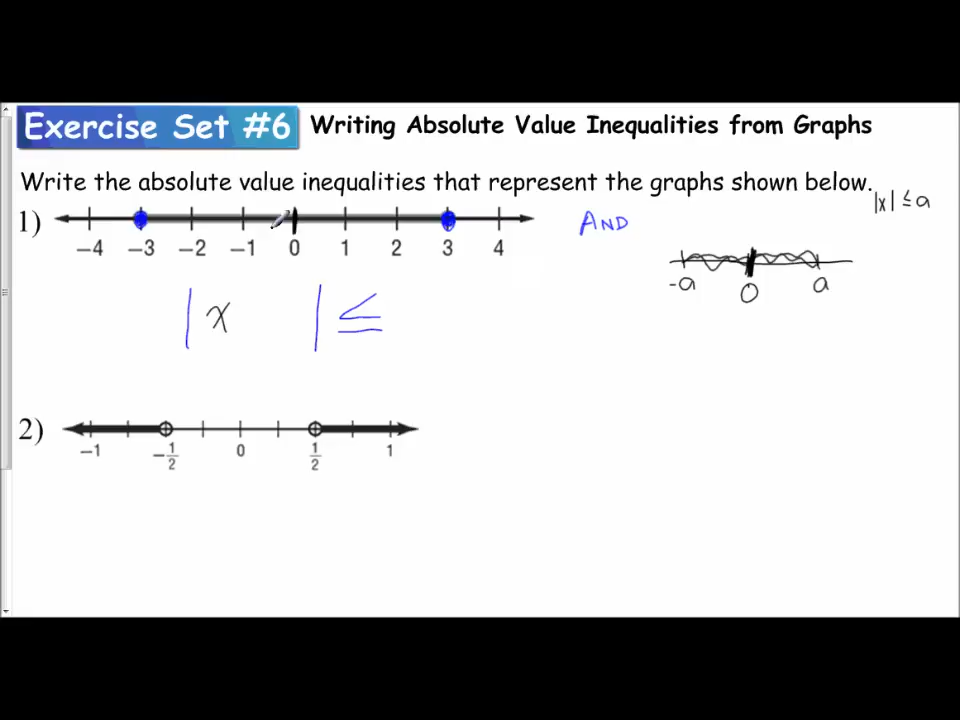 Exercise Set #6 Writing Absolute Value Inequalities from Graphs
Write the absolute value inequalities that represent the graphs shown below.
|x| ≤ a
1)
AND
−4 −3 −2 −1 0 1 2 3 4
-a 0 a
|x | ≤
2)
−1 −1/2 0 1/2 1